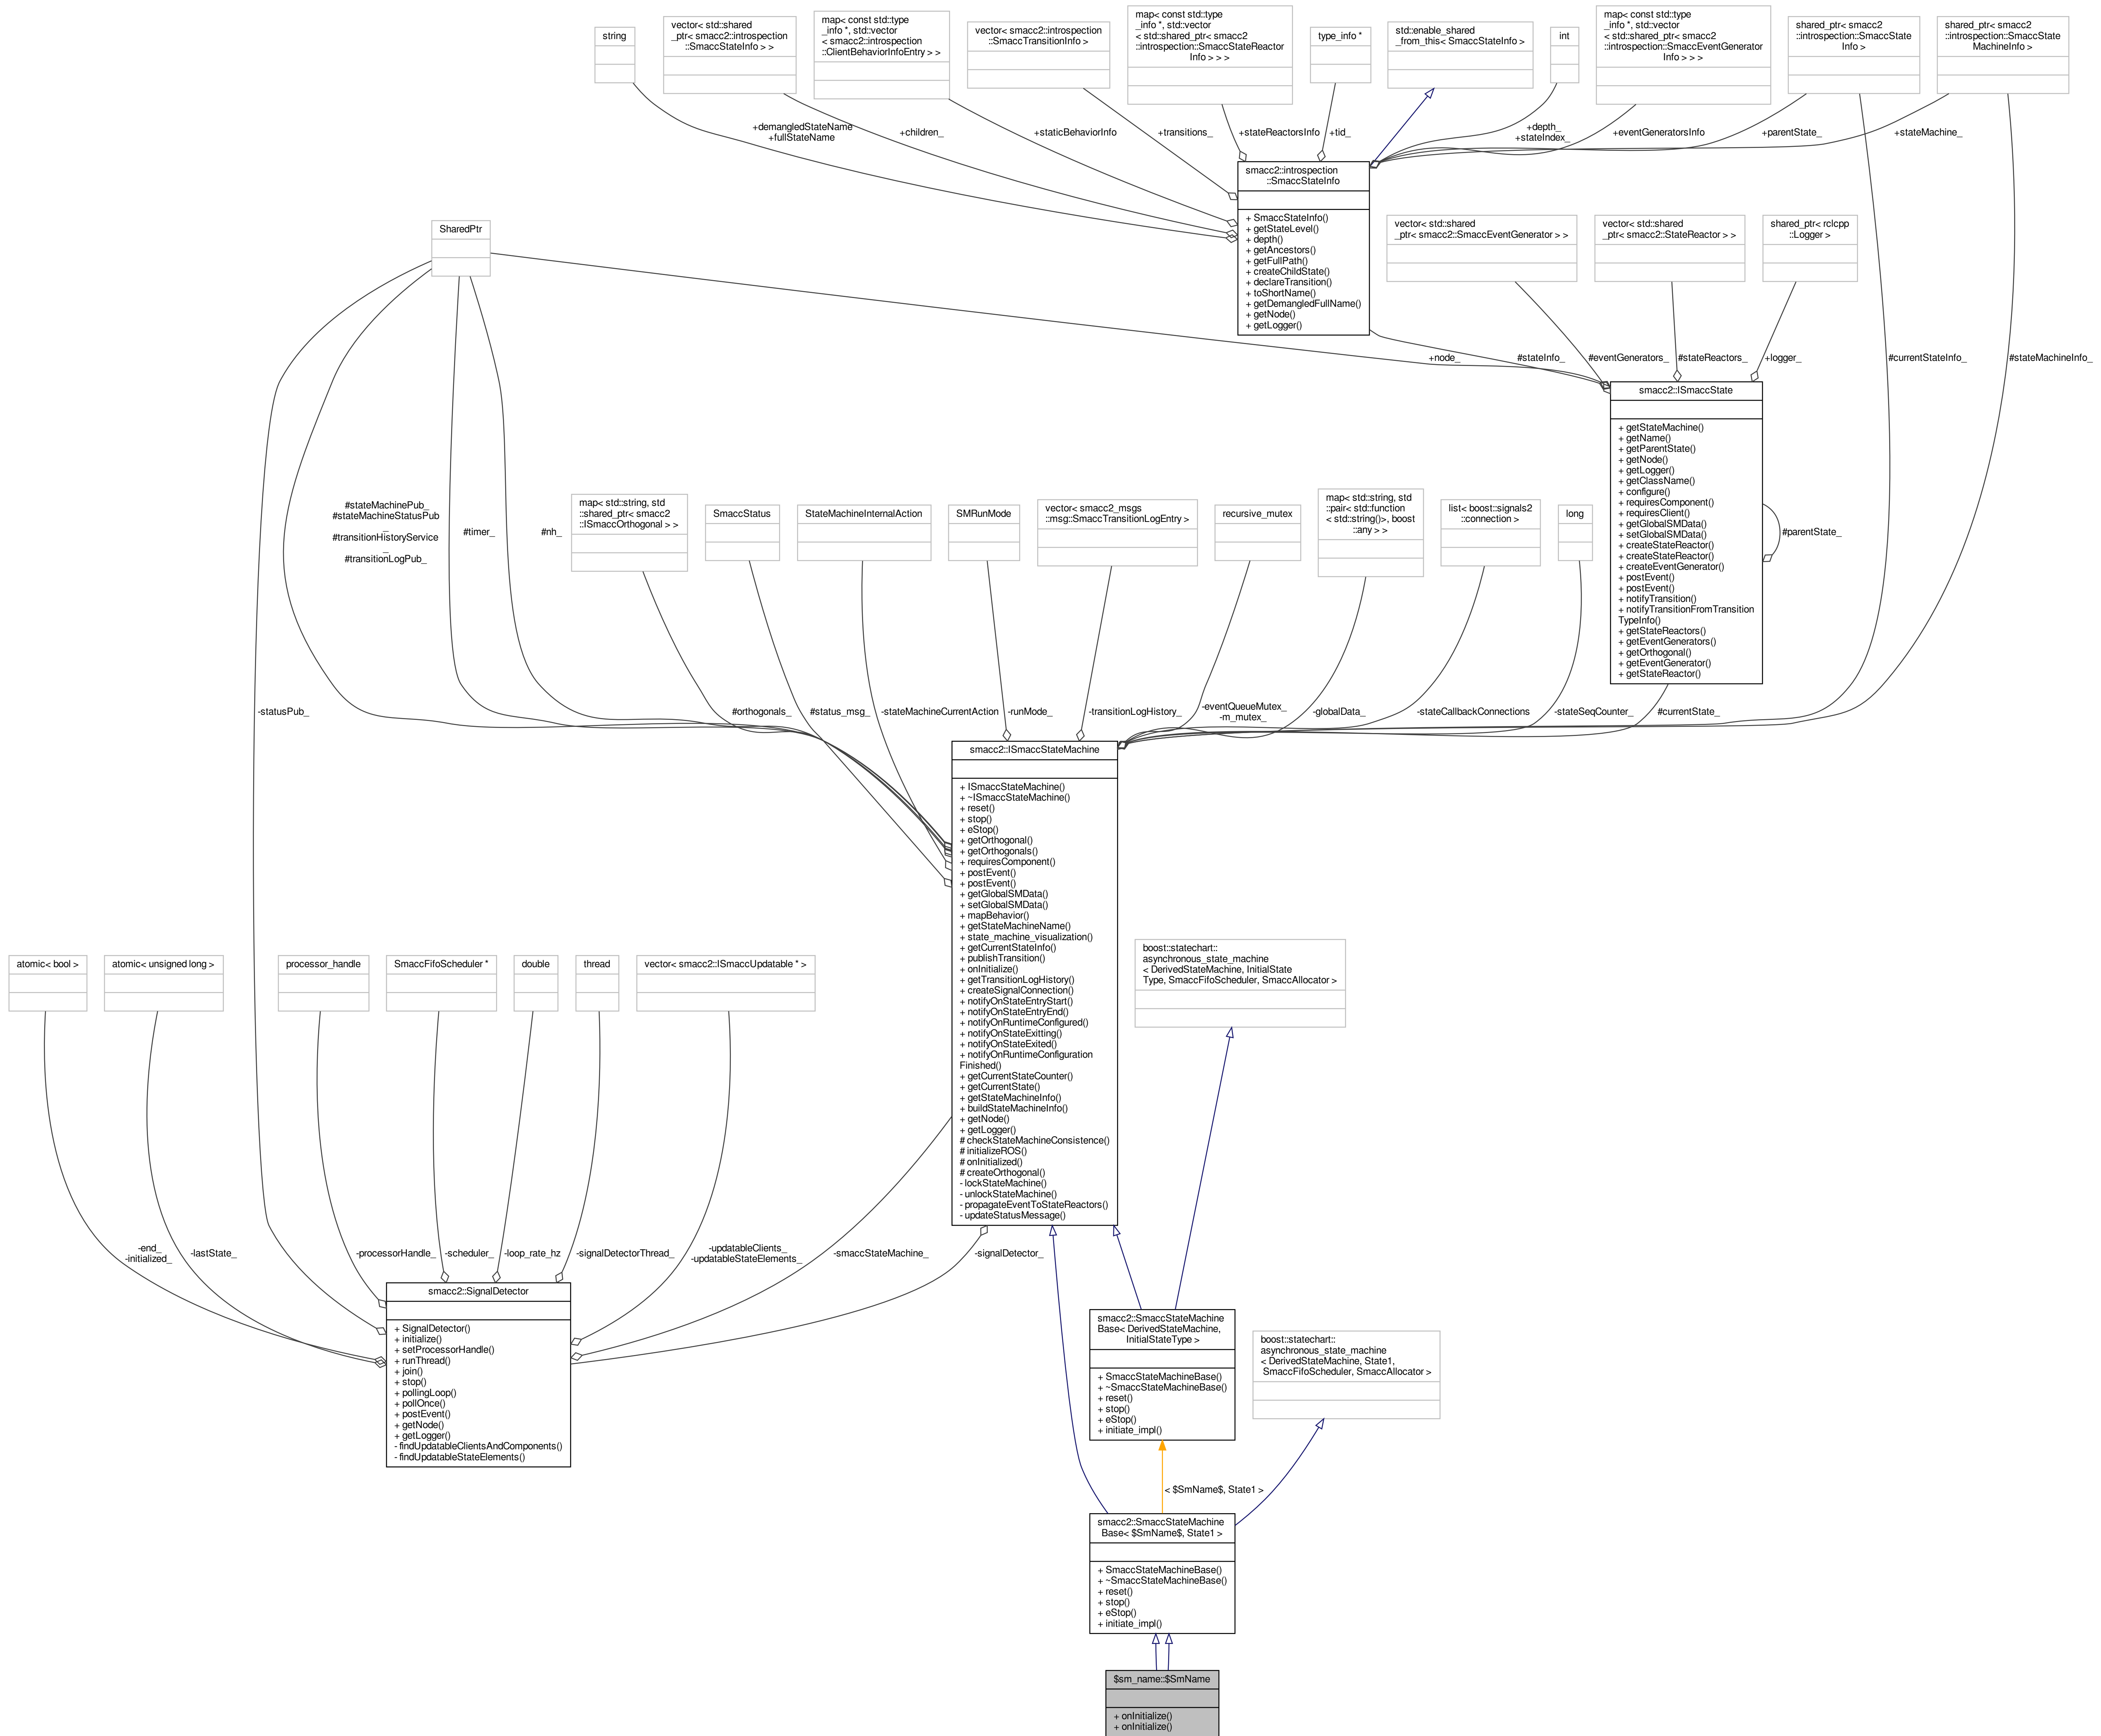 string
vector< std::shared
_ptr< smacc2::introspection
::SmaccStateInfo > >
map< const std::type
_info *, std::vector
< smacc2::introspection
::ClientBehaviorInfoEntry > >
vector< smacc2::introspection
::SmaccTransitionInfo >
map< const std::type
_info *, std::vector
< std::shared_ptr< smacc2
::introspection::SmaccStateReactor
Info > > >
type_info *
std::enable_shared
_from_this< SmaccStateInfo >
int
map< const std::type
_info *, std::vector
< std::shared_ptr< smacc2
::introspection::SmaccEventGenerator
Info > > >
shared_ptr< smacc2
::introspection::SmaccState
Info >
shared_ptr< smacc2
::introspection::SmaccState
MachineInfo >
+demangledStateName
+fullStateName
+children_
+staticBehaviorInfo
+transitions_
+stateReactorsInfo
+tid_
+depth_
+stateIndex_
+eventGeneratorsInfo
+parentState_
+stateMachine_
smacc2::introspection
::SmaccStateInfo
+ SmaccStateInfo()
+ getStateLevel()
+ depth()
+ getAncestors()
+ getFullPath()
+ createChildState()
+ declareTransition()
+ toShortName()
+ getDemangledFullName()
+ getNode()
+ getLogger()
SharedPtr
vector< std::shared
_ptr< smacc2::SmaccEventGenerator > >
vector< std::shared
_ptr< smacc2::StateReactor > >
shared_ptr< rclcpp
::Logger >
+node_
#stateInfo_
#eventGenerators_
#stateReactors_
+logger_
#currentStateInfo_
#stateMachineInfo_
smacc2::ISmaccState
+ getStateMachine()
+ getName()
+ getParentState()
+ getNode()
+ getLogger()
+ getClassName()
+ configure()
+ requiresComponent()
+ requiresClient()
+ getGlobalSMData()
+ setGlobalSMData()
+ createStateReactor()
+ createStateReactor()
+ createEventGenerator()
+ postEvent()
+ postEvent()
+ notifyTransition()
+ notifyTransitionFromTransition
TypeInfo()
+ getStateReactors()
+ getEventGenerators()
+ getOrthogonal()
+ getEventGenerator()
+ getStateReactor()
#parentState_
#stateMachinePub_
#stateMachineStatusPub
_
#transitionHistoryService
_
#transitionLogPub_
#timer_
#nh_
map< std::string, std
::shared_ptr< smacc2
::ISmaccOrthogonal > >
SmaccStatus
StateMachineInternalAction
SMRunMode
vector< smacc2_msgs
::msg::SmaccTransitionLogEntry >
recursive_mutex
map< std::string, std
::pair< std::function
< std::string()>, boost
::any > >
list< boost::signals2
::connection >
long
-statusPub_
#orthogonals_
#status_msg_
-stateMachineCurrentAction
-runMode_
-transitionLogHistory_
-eventQueueMutex_
-m_mutex_
-globalData_
-stateCallbackConnections
-stateSeqCounter_
#currentState_
smacc2::ISmaccStateMachine
+ ISmaccStateMachine()
+ ~ISmaccStateMachine()
+ reset()
+ stop()
+ eStop()
+ getOrthogonal()
+ getOrthogonals()
+ requiresComponent()
+ postEvent()
+ postEvent()
+ getGlobalSMData()
+ setGlobalSMData()
+ mapBehavior()
+ getStateMachineName()
+ state_machine_visualization()
+ getCurrentStateInfo()
+ publishTransition()
+ onInitialize()
+ getTransitionLogHistory()
+ createSignalConnection()
+ notifyOnStateEntryStart()
+ notifyOnStateEntryEnd()
+ notifyOnRuntimeConfigured()
+ notifyOnStateExitting()
+ notifyOnStateExited()
+ notifyOnRuntimeConfiguration
Finished()
+ getCurrentStateCounter()
+ getCurrentState()
+ getStateMachineInfo()
+ buildStateMachineInfo()
+ getNode()
+ getLogger()
# checkStateMachineConsistence()
# initializeROS()
# onInitialized()
# createOrthogonal()
- lockStateMachine()
- unlockStateMachine()
- propagateEventToStateReactors()
- updateStatusMessage()
atomic< bool >
atomic< unsigned long >
processor_handle
SmaccFifoScheduler *
double
thread
vector< smacc2::ISmaccUpdatable * >
boost::statechart::
asynchronous_state_machine
< DerivedStateMachine, InitialState
Type, SmaccFifoScheduler, SmaccAllocator >
-end_
-initialized_
-lastState_
-processorHandle_
-scheduler_
-loop_rate_hz
-signalDetectorThread_
-updatableClients_
-updatableStateElements_
-smaccStateMachine_
-signalDetector_
smacc2::SignalDetector
+ SignalDetector()
+ initialize()
+ setProcessorHandle()
+ runThread()
+ join()
+ stop()
+ pollingLoop()
+ pollOnce()
+ postEvent()
+ getNode()
+ getLogger()
- findUpdatableClientsAndComponents()
- findUpdatableStateElements()
smacc2::SmaccStateMachine
Base< DerivedStateMachine,
InitialStateType >
+ SmaccStateMachineBase()
+ ~SmaccStateMachineBase()
+ reset()
+ stop()
+ eStop()
+ initiate_impl()
boost::statechart::
asynchronous_state_machine
< DerivedStateMachine, State1,
SmaccFifoScheduler, SmaccAllocator >
< $SmName$, State1 >
smacc2::SmaccStateMachine
Base< $SmName$, State1 >
+ SmaccStateMachineBase()
+ ~SmaccStateMachineBase()
+ reset()
+ stop()
+ eStop()
+ initiate_impl()
$sm_name::$SmName
+ onInitialize()
+ onInitialize()